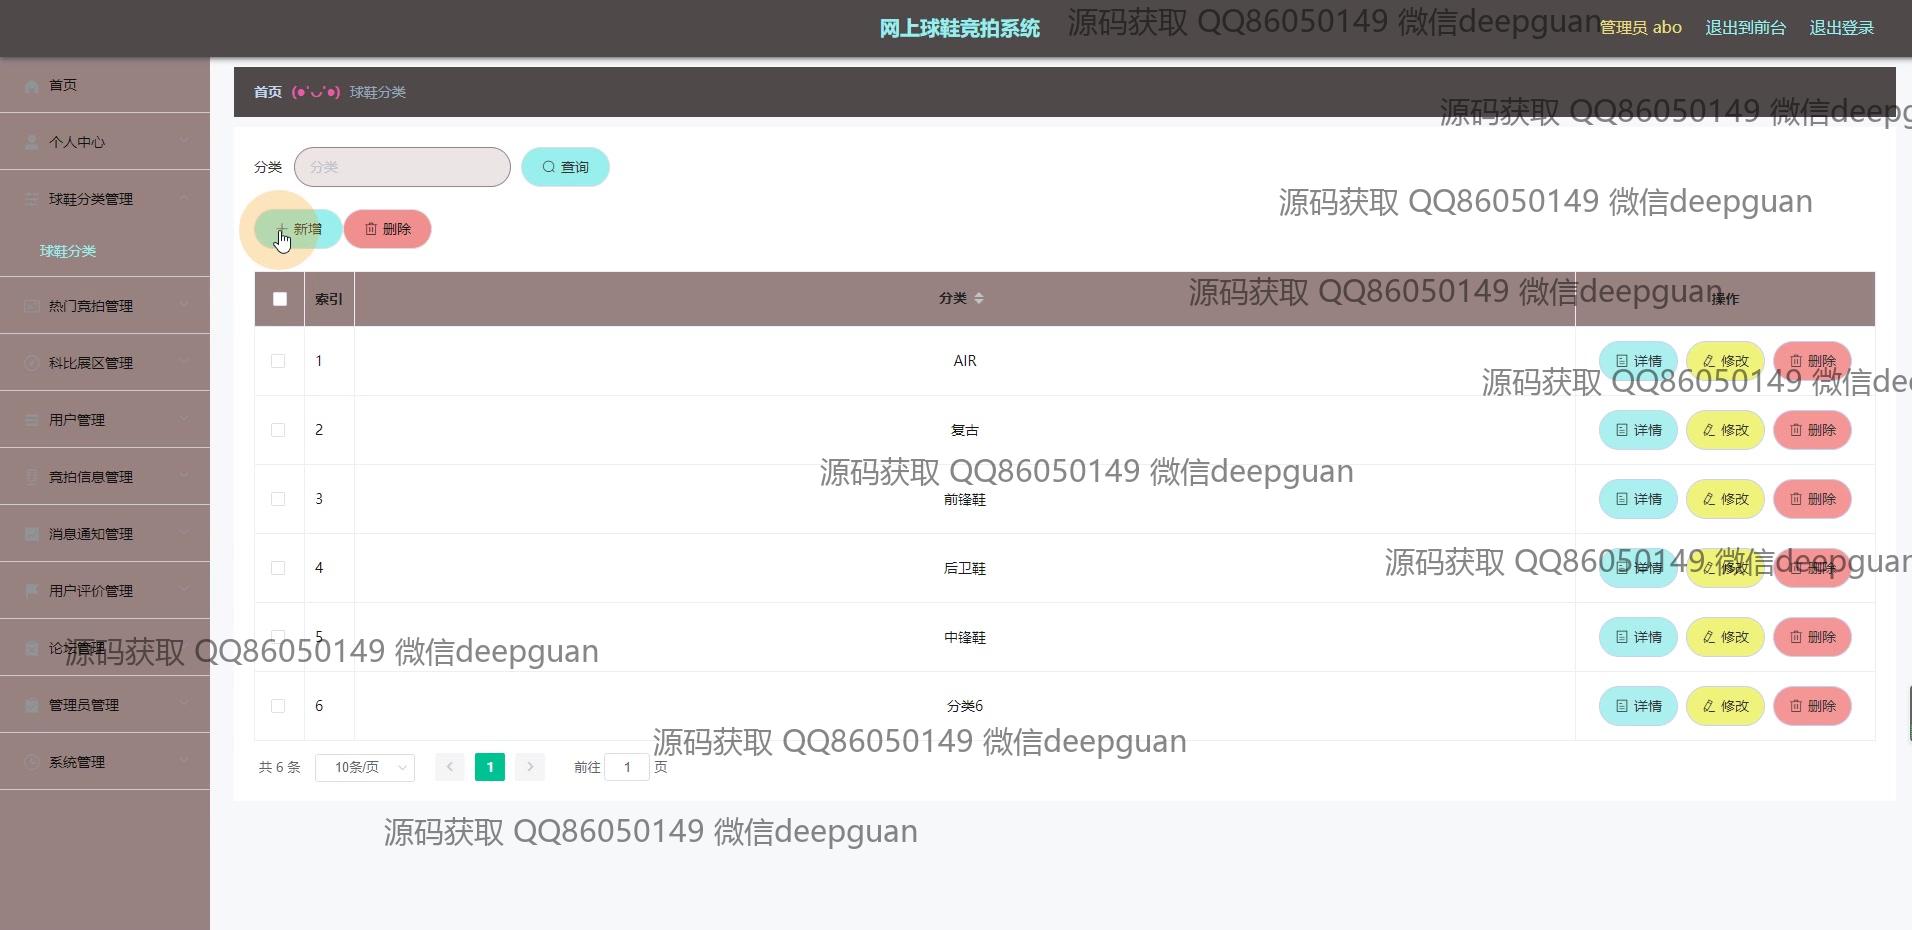 网上球鞋竞拍系统
源码获取 QQ86050149 微信deepguan
管理员 abo 退出到前台 退出登录
首页
个人中心
球鞋分类管理
球鞋分类
热门竞拍管理
科比展区管理
用户管理
竞拍信息管理
消息通知管理
用户评价管理
论坛管理
管理员管理
系统管理
首页 (●'◡'●) 球鞋分类
源码获取 QQ86050149 微信deepg
分类 分类 查询
源码获取 QQ86050149 微信deepguan
新增 删除
索引 分类 操作
源码获取 QQ86050149 微信deepguan
1 AIR 详情 修改 删除
源码获取 QQ86050149 微信dee
2 复古 详情 修改 删除
源码获取 QQ86050149 微信deepguan
3 前锋鞋 详情 修改 删除
4 后卫鞋 详情 修改 删除
源码获取 QQ86050149 微信deepguan
5 中锋鞋 详情 修改 删除
源码获取 QQ86050149 微信deepguan
6 分类6 详情 修改 删除
源码获取 QQ86050149 微信deepguan
共 6 条 10条/页 1 前往 1 页
源码获取 QQ86050149 微信deepguan